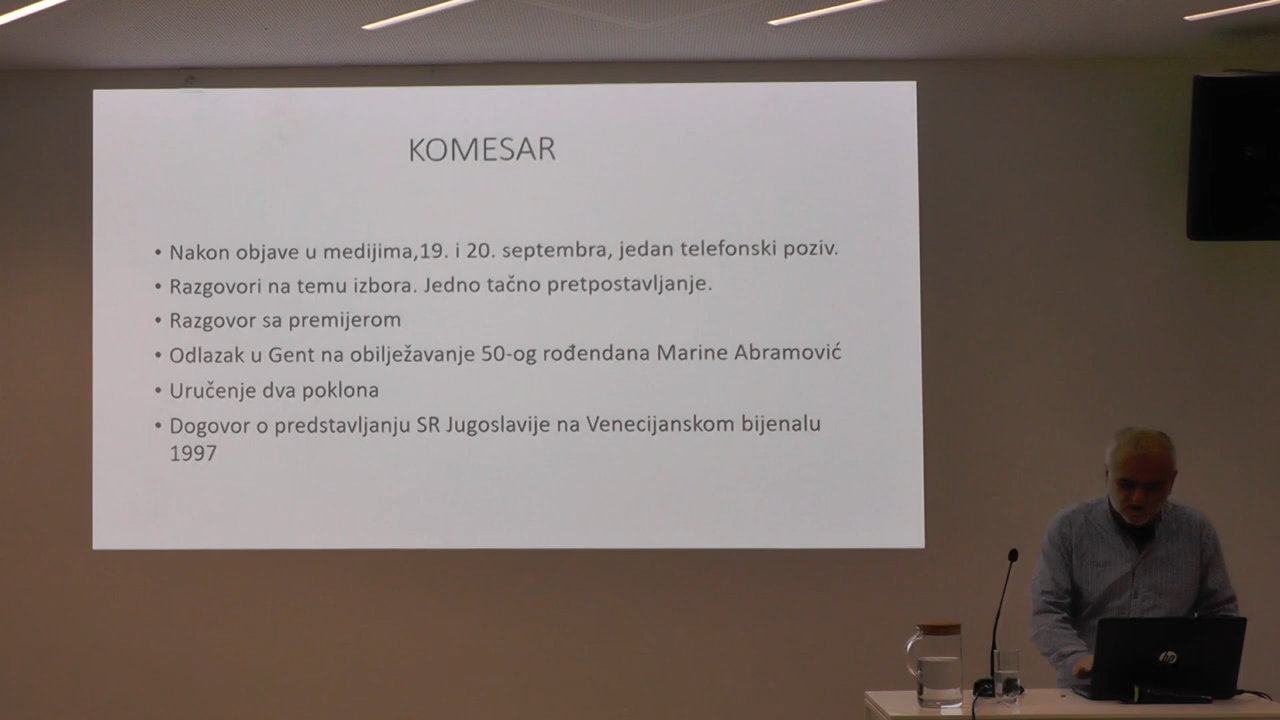 KOMESAR
• Nakon objave u medijima,19. i 20. septembra, jedan telefonski poziv.
• Razgovori na temu izbora. Jedno tačno pretpostavljanje.
• Razgovor sa premijerom
• Odlazak u Gent na obilježavanje 50-og rođendana Marine Abramović
• Uručenje dva poklona
• Dogovor o predstavljanju SR Jugoslavije na Venecijanskom bijenalu
1997
hp